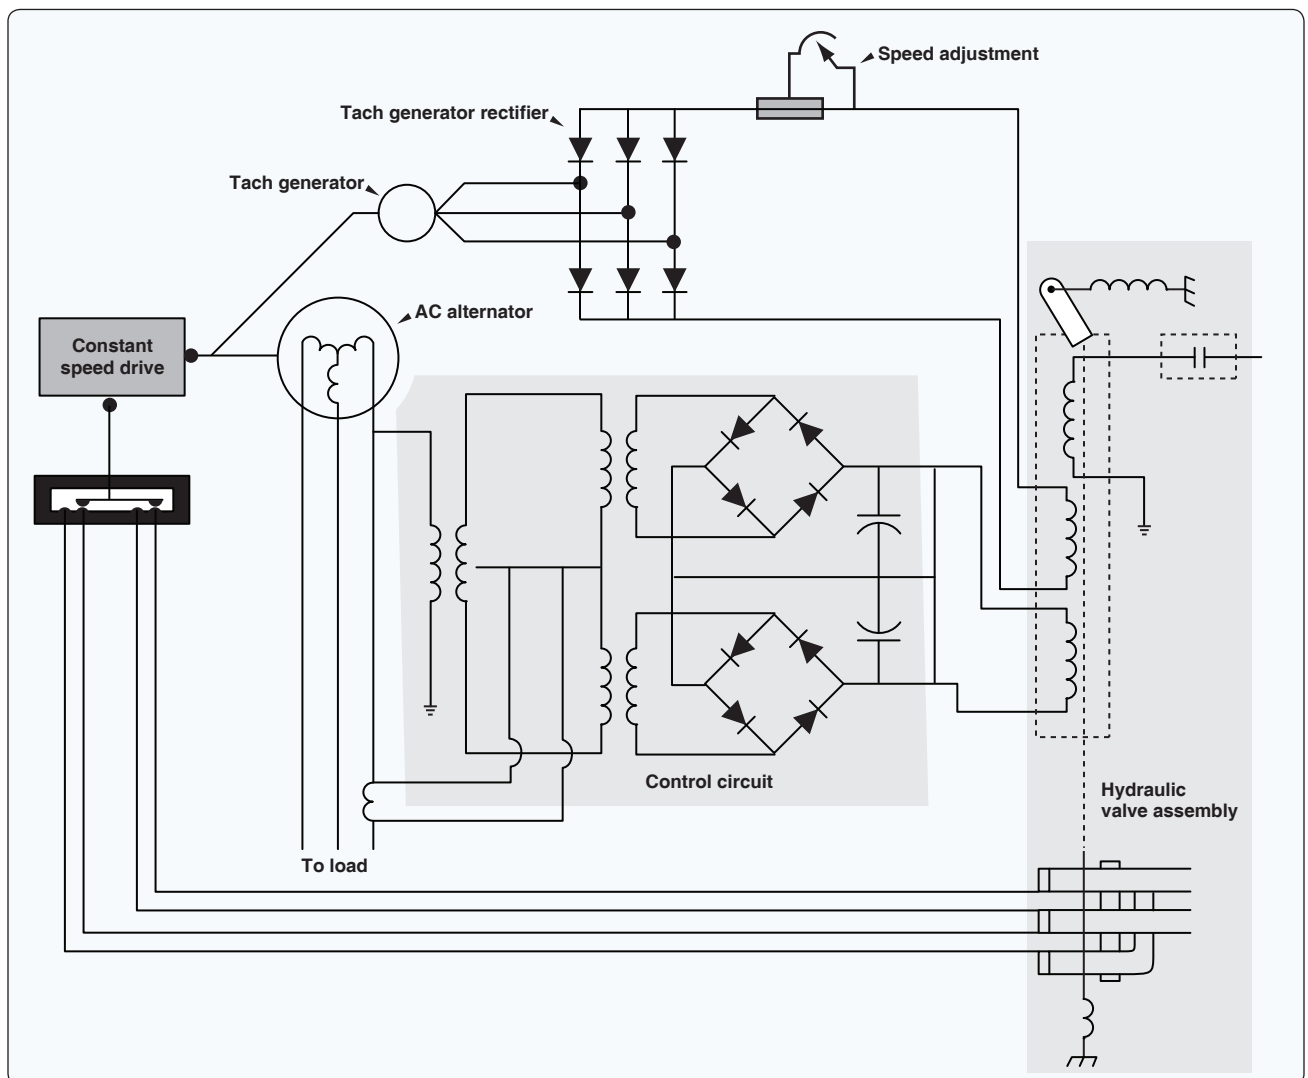 Speed adjustment
Tach generator rectifier
Tach generator
AC alternator
Constant
speed drive
Control circuit
Hydraulic
valve assembly
To load